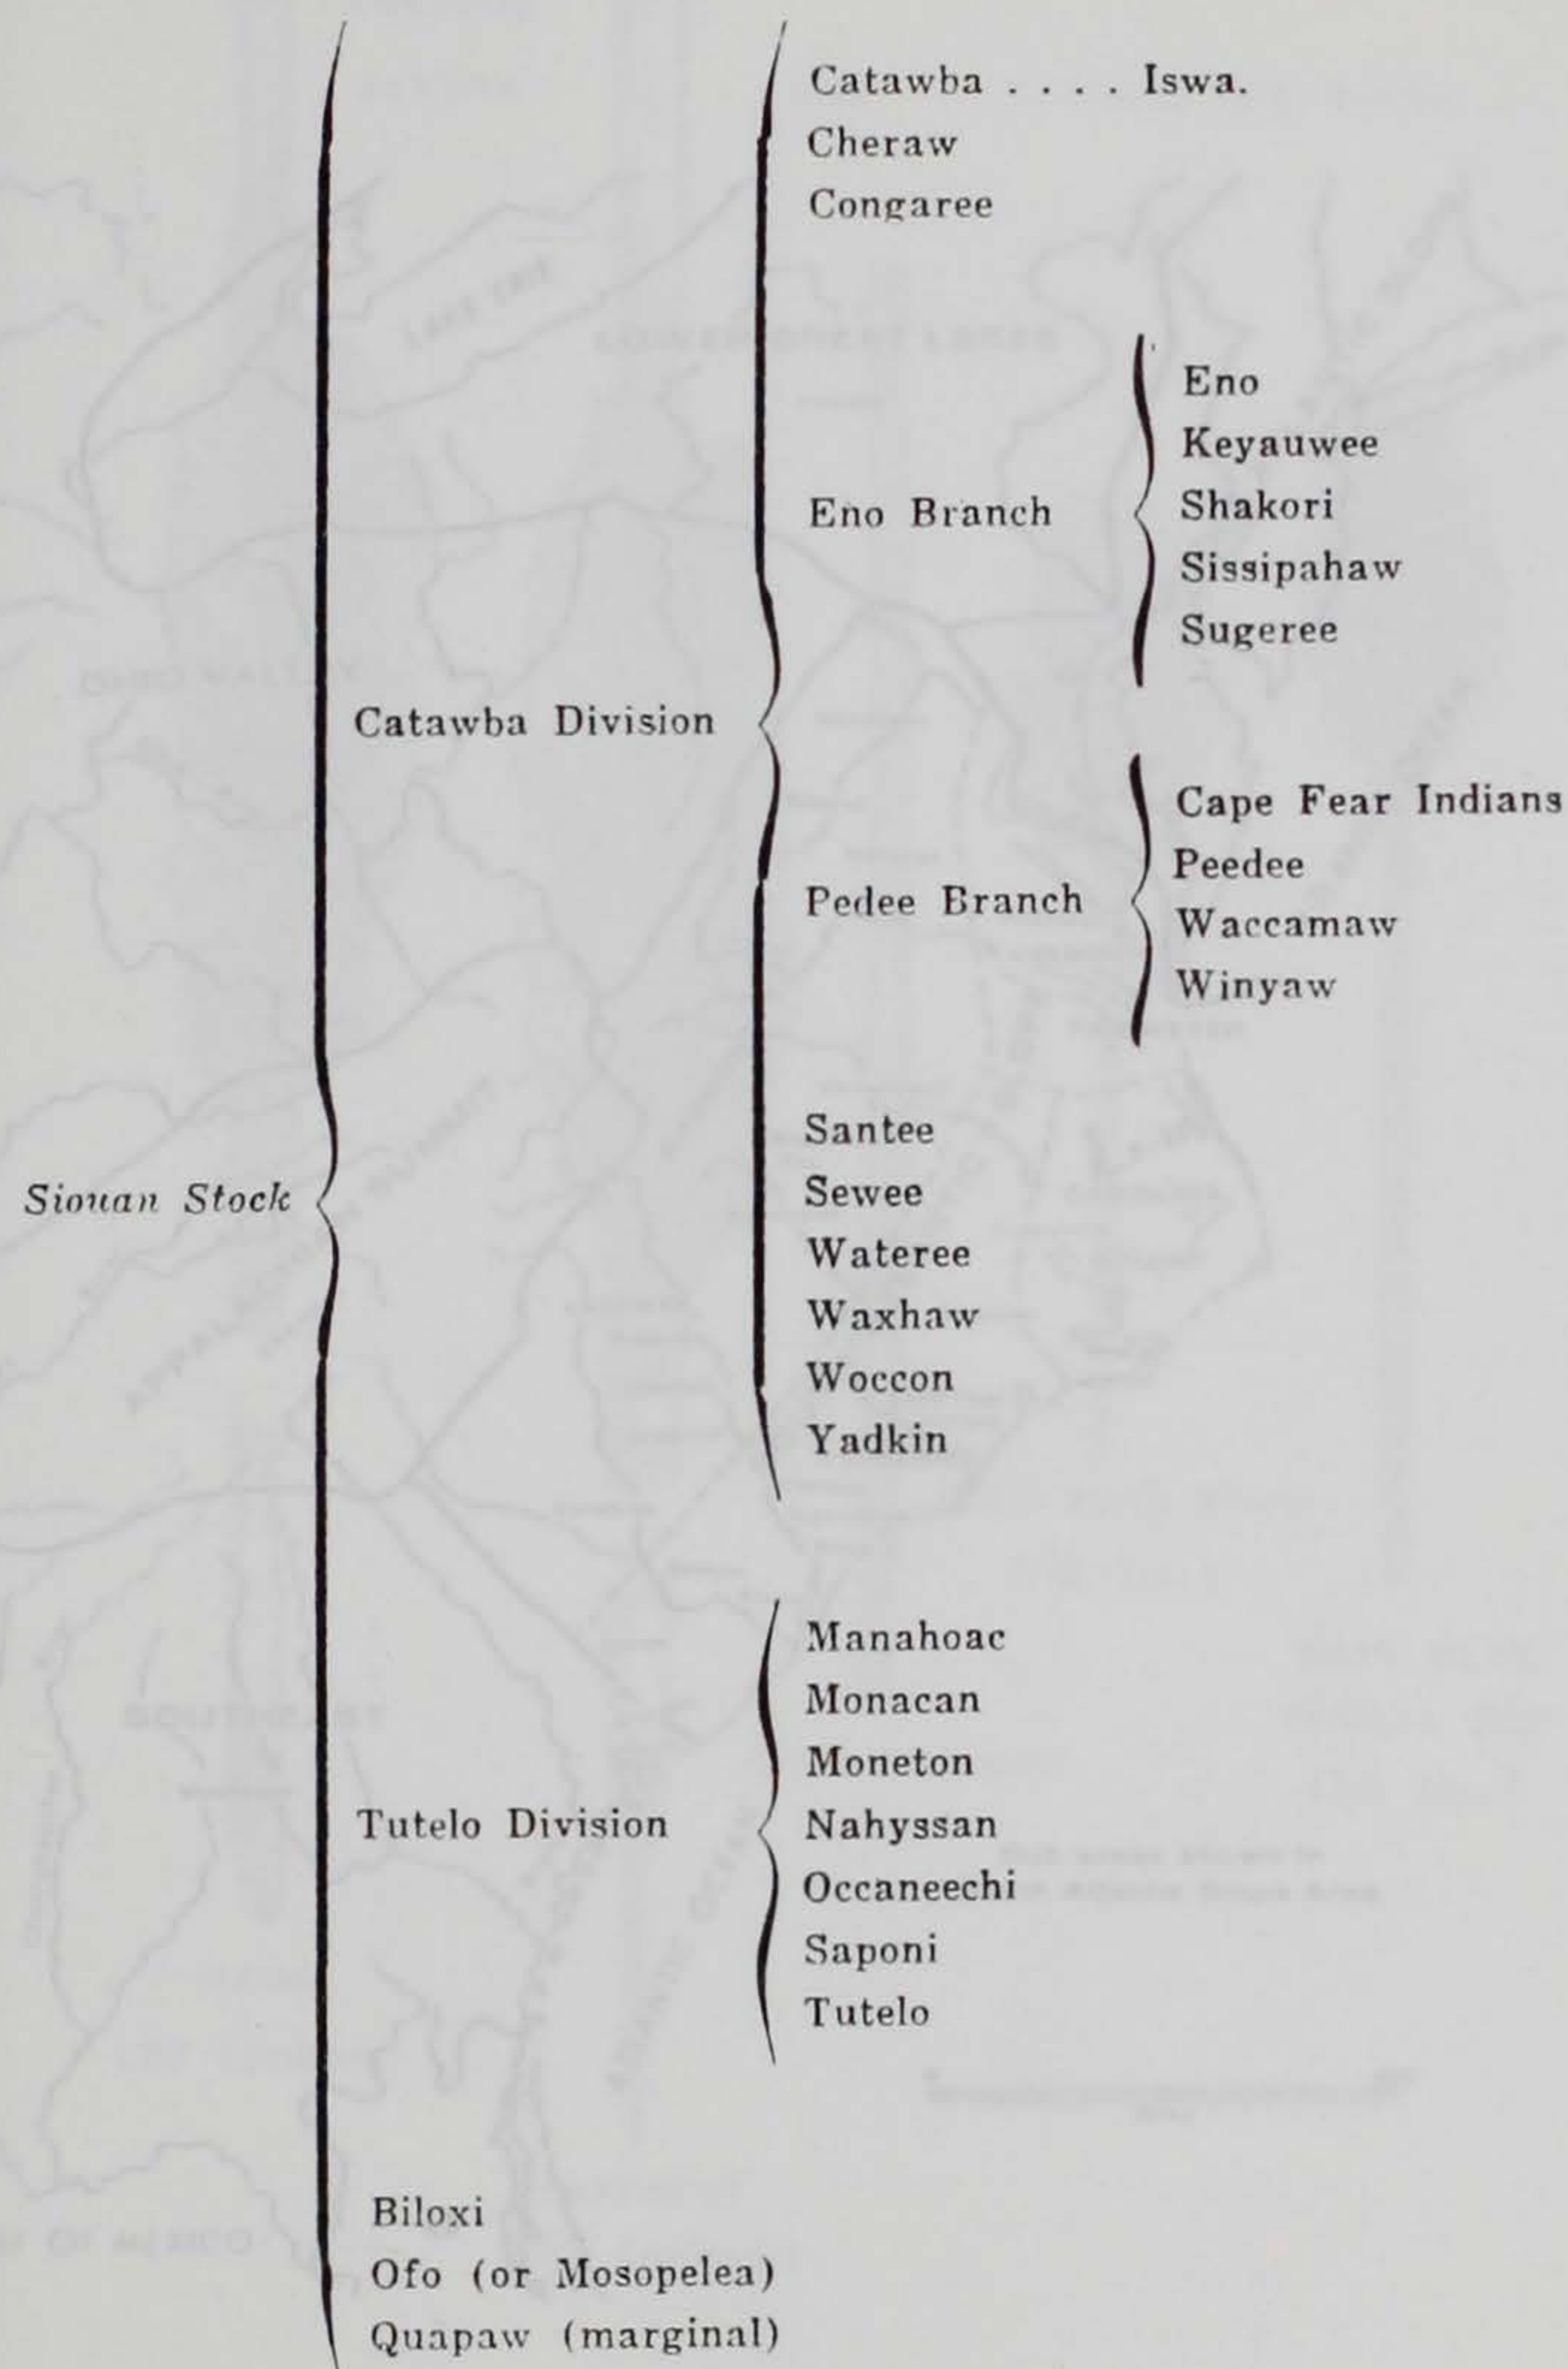 Catawba . . . . Iswa.
Cheraw
Congaree
Eno
Keyauwee
Eno Branch
Shakori
Sissipahaw
Sugeree
Catawba Division
Cape Fear Indians
Peedee
Pedee Branch
Waccamaw
Winyaw
Santee
Sewee
Siouan Stock
Wateree
Waxhaw
Woccon
Yadkin
Manahoac
Monacan
Moneton
Tutelo Division
Nahyssan
Occaneechi
Saponi
Tutelo
Biloxi
Ofo (or Mosopelea)
Quapaw (marginal)